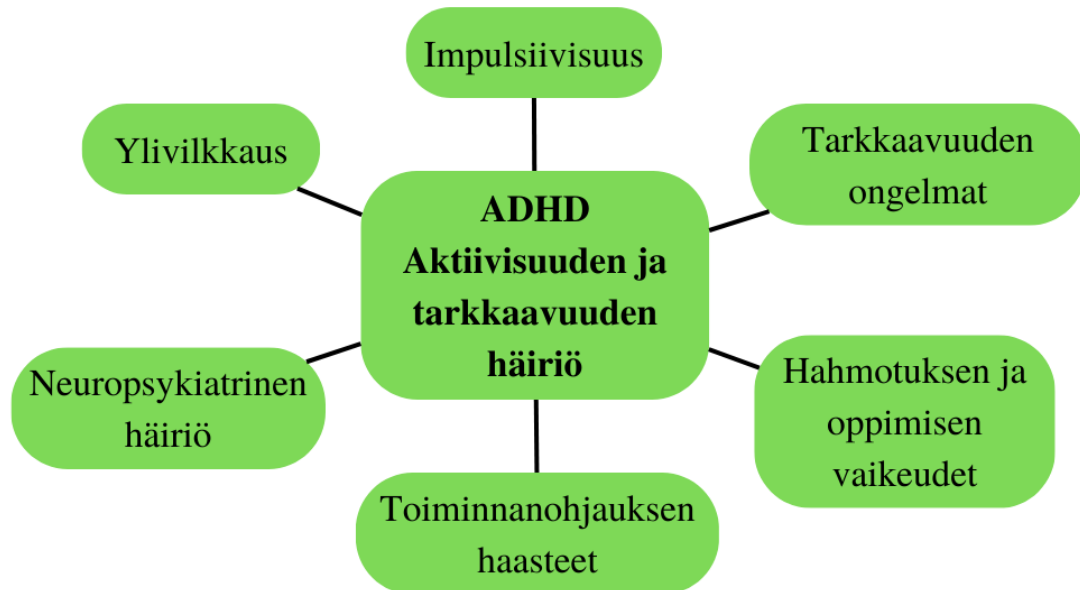 Impulsiivisuus
Ylivilkkaus
Tarkkaavuuden
ongelmat
ADHD
Aktiivisuuden ja
tarkkaavuuden
häiriö
Neuropsykiatrinen
häiriö
Hahmotuksen ja
oppimisen
vaikeudet
Toiminnanohjauksen
haasteet